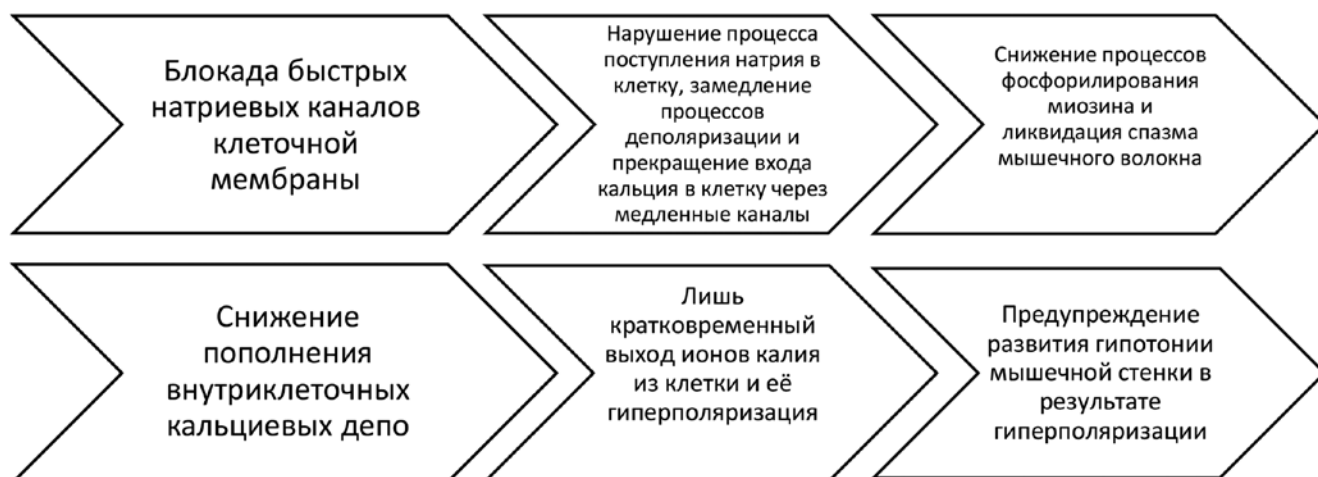 Блокада быстрых
натриевых каналов
клеточной
мембраны
Нарушение процесса
поступления натрия в
клетку, замедление
процессов
деполяризации и
прекращение входа
кальция в клетку через
медленные каналы
Снижение процессов
фосфорилирования
миозина и
ликвидация спазма
мышечного волокна
Снижение
пополнения
внутриклеточных
кальциевых депо
Лишь
кратковременный
выход ионов калия
из клетки и её
гиперполяризация
Предупреждение
развития гипотонии
мышечной стенки в
результате
гиперполяризации